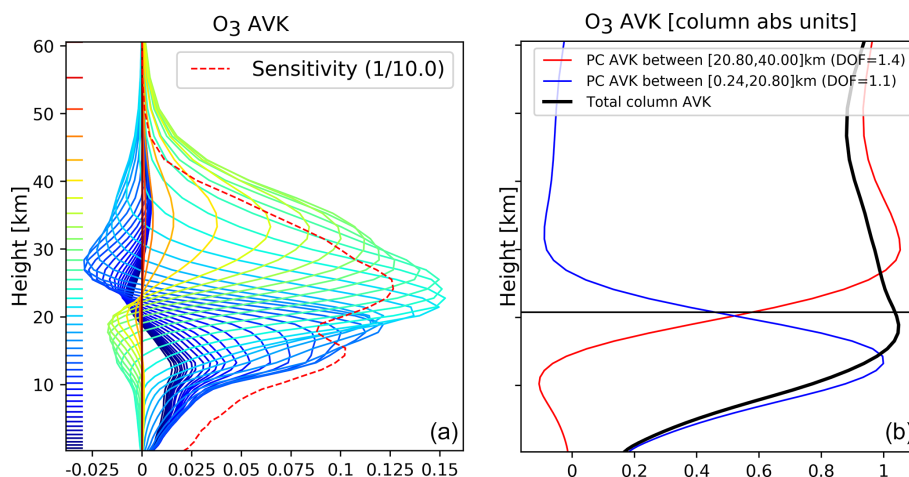 O3 AVK
60
50
40
30
20
10
Height [km]
Sensitivity (1/10.0)
(a)
-0.025
0
0.025
0.05
0.075
0.1
0.125
0.15
O3 AVK [column abs units]
Height [km]
PC AVK between [20.80,40.00]km (DOF=1.4)
PC AVK between [0.24,20.80]km (DOF=1.1)
Total column AVK
(b)
0
0.2
0.4
0.6
0.8
1